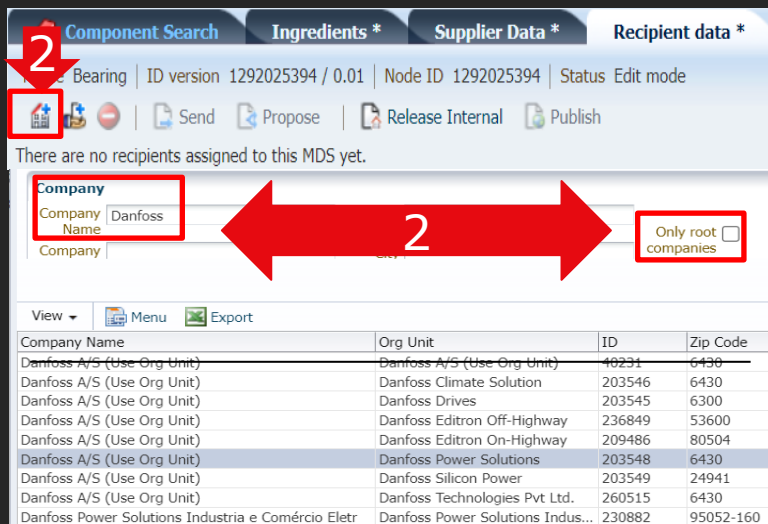 Component Search Ingredients * Supplier Data * Recipient data *
2
Bearing | ID version 1292025394 / 0.01 | Node ID 1292025394 | Status Edit mode
Send Propose | Release Internal Publish
There are no recipients assigned to this MDS yet.
Company
Company Name Danfoss
2
Only root companies
Company City
View Menu Export
Company Name Org Unit ID Zip Code
Danfoss A/S (Use Org Unit) Danfoss A/S (Use Org Unit) 40231 6430
Danfoss A/S (Use Org Unit) Danfoss Climate Solution 203546 6430
Danfoss A/S (Use Org Unit) Danfoss Drives 203545 6300
Danfoss A/S (Use Org Unit) Danfoss Editron Off-Highway 236849 53600
Danfoss A/S (Use Org Unit) Danfoss Editron On-Highway 209486 80504
Danfoss A/S (Use Org Unit) Danfoss Power Solutions 203548 6430
Danfoss A/S (Use Org Unit) Danfoss Silicon Power 203549 24941
Danfoss A/S (Use Org Unit) Danfoss Technologies Pvt Ltd. 260515 6430
Danfoss Power Solutions Industria e Comércio Eletr Danfoss Power Solutions Indus... 230882 95052-160